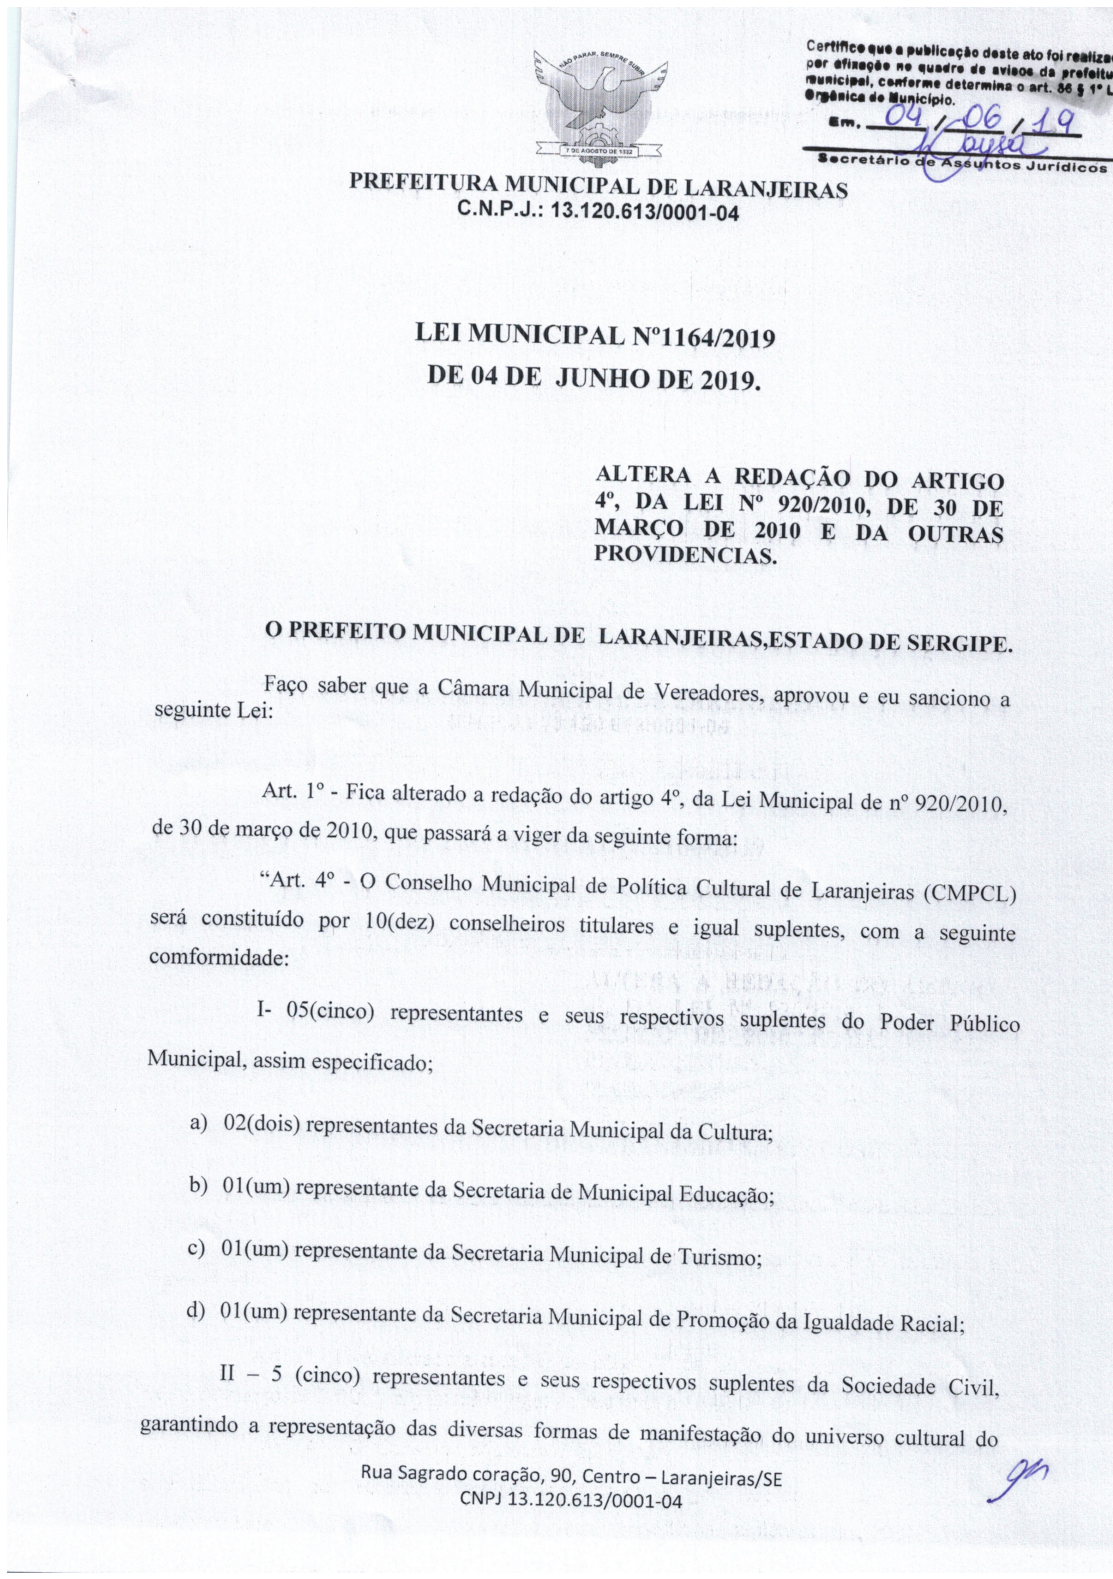 Certifico que a publicação deste ato foi realiza
por afixação no quadro de avisos da prefeitu
municipal, conforme determina o art. 86 § 1º L
Orgânica do Município.
Em, 04 / 06 / 19
Secretário de Assuntos Jurídicos
NÃO PARAR, SEMPRE SUBIR
7 DE AGOSTO DE 1832
PREFEITURA MUNICIPAL DE LARANJEIRAS
C.N.P.J.: 13.120.613/0001-04
LEI MUNICIPAL Nº1164/2019
DE 04 DE JUNHO DE 2019.
ALTERA A REDAÇÃO DO ARTIGO
4º, DA LEI Nº 920/2010, DE 30 DE
MARÇO DE 2010 E DA OUTRAS
PROVIDENCIAS.
O PREFEITO MUNICIPAL DE LARANJEIRAS,ESTADO DE SERGIPE.
Faço saber que a Câmara Municipal de Vereadores, aprovou e eu sanciono a
seguinte Lei:
Art. 1º - Fica alterado a redação do artigo 4º, da Lei Municipal de nº 920/2010,
de 30 de março de 2010, que passará a viger da seguinte forma:
“Art. 4º - O Conselho Municipal de Política Cultural de Laranjeiras (CMPCL)
será constituído por 10(dez) conselheiros titulares e igual suplentes, com a seguinte
comformidade:
I- 05(cinco) representantes e seus respectivos suplentes do Poder Público
Municipal, assim especificado;
a) 02(dois) representantes da Secretaria Municipal da Cultura;
b) 01(um) representante da Secretaria de Municipal Educação;
c) 01(um) representante da Secretaria Municipal de Turismo;
d) 01(um) representante da Secretaria Municipal de Promoção da Igualdade Racial;
II – 5 (cinco) representantes e seus respectivos suplentes da Sociedade Civil,
garantindo a representação das diversas formas de manifestação do universo cultural do
Rua Sagrado coração, 90, Centro – Laranjeiras/SE
CNPJ 13.120.613/0001-04